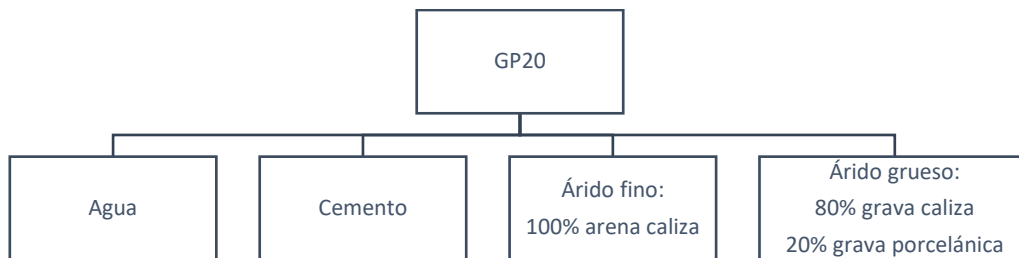 GP20
Agua
Cemento
Árido fino:
100% arena caliza
Árido grueso:
80% grava caliza
20% grava porcelánica